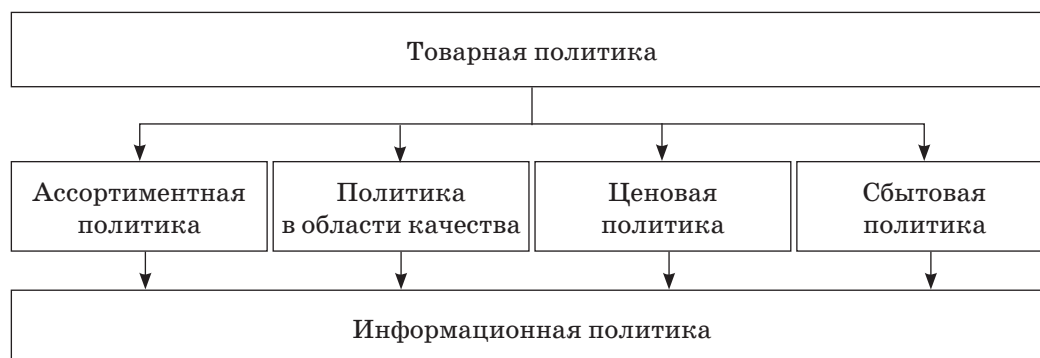 Товарная политика
Ассортиментная
политика
Политика
в области качества
Ценовая
политика
Сбытовая
политика
Информационная политика